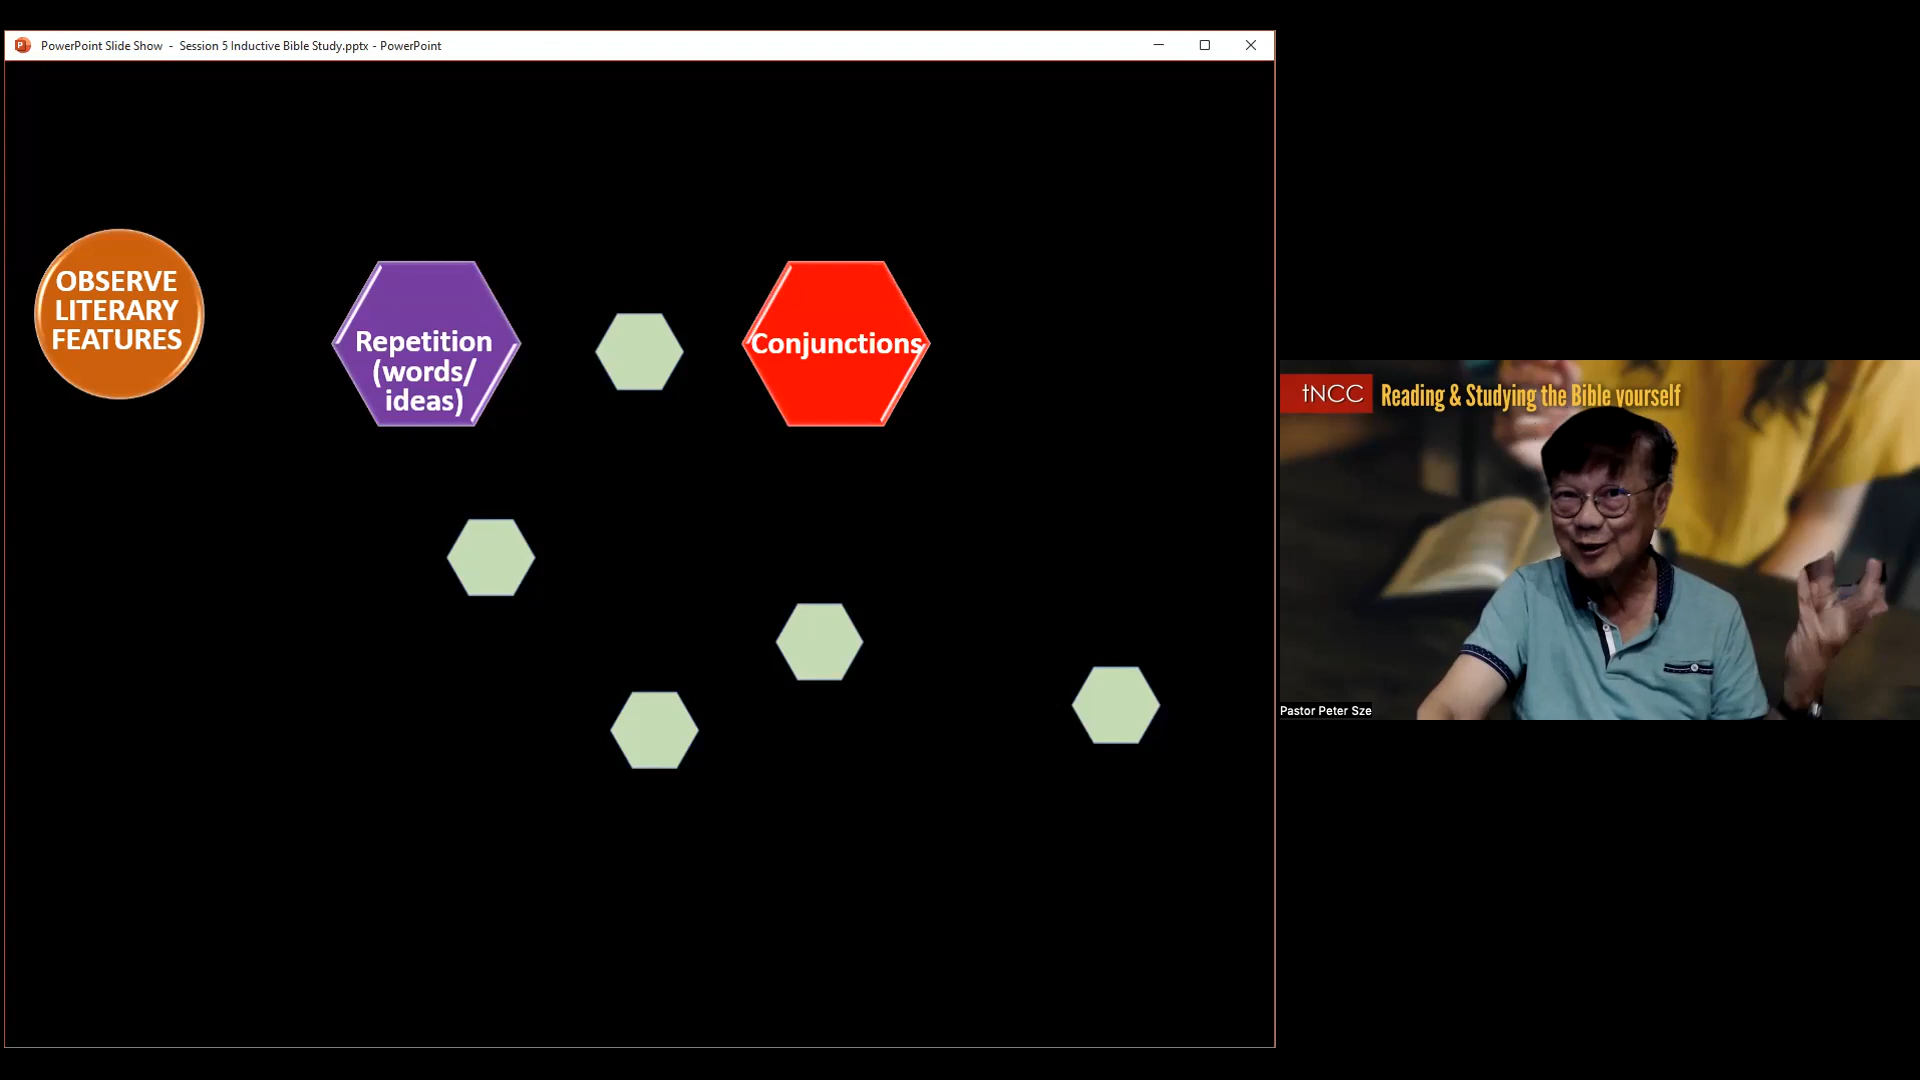 PowerPoint Slide Show - Session 5 Inductive Bible Study.pptx - PowerPoint
OBSERVE
LITERARY
FEATURES
Repetition
(words/
ideas)
Conjunctions
tNCC Reading & Studying the Bible yourself
Pastor Peter Sze